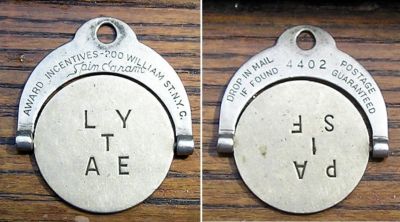 AWARD INCENTIVES-200 WILLIAM ST. N.Y.C.
L Y
T
A E
DROP IN MAIL
IF FOUND
4402
POSTAGE
GUARANTEED
P A
I
S F